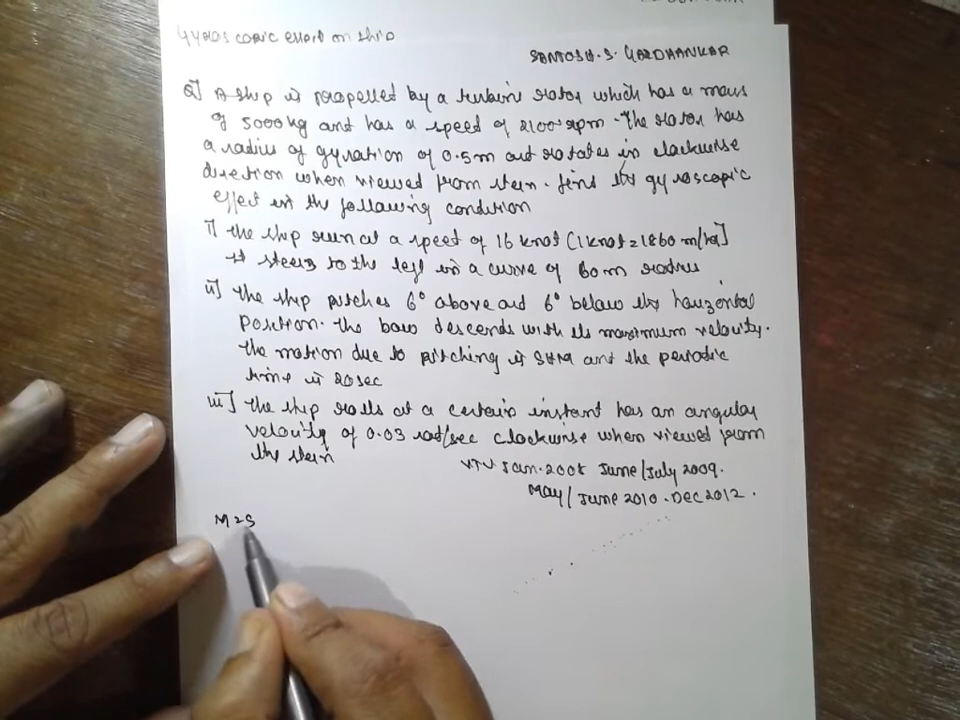 Gyroscopic effect on ship
SANTOSH.S. GARDHANKAR
Q] A ship is propelled by a turbine rotor which has a mass
of 5000kg and has a speed of 2100 rpm. The rotor has
a radius of gyration of 0.5m and rotates in clockwise
direction when viewed from stern. find the gyroscopic
effect in the following condition
i] the ship run at a speed of 16 knot (1 knot = 1860 m/hr]
it steers to the left in a curve of 60m radius
ii] the ship pitches 6° above and 6° below the horizontal
Position. the bow descends with its maximum velocity.
the motion due to pitching is SHM and the periodic
time is 20sec
iii] the ship rolls at a certain instant has an angular
velocity of 0.03 rad/sec clockwise when viewed from
the stern
VTU Jan.2008 June/July 2009.
May/June 2010. Dec 2012.
M = 5